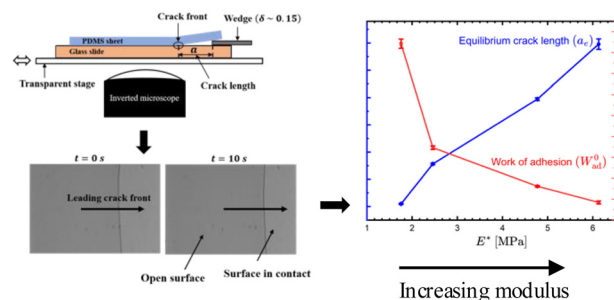 Crack front
Wedge (δ ~ 0.15)
PDMS sheet
Glass slide
a
Transparent stage
Crack length
Inverted microscope
t = 0 s
t = 10 s
Leading crack front
Open surface
Surface in contact
Equilibrium crack length (a_e)
Work of adhesion (W_ad^0)
1 2 3 4 5 6
E* [MPa]
Increasing modulus